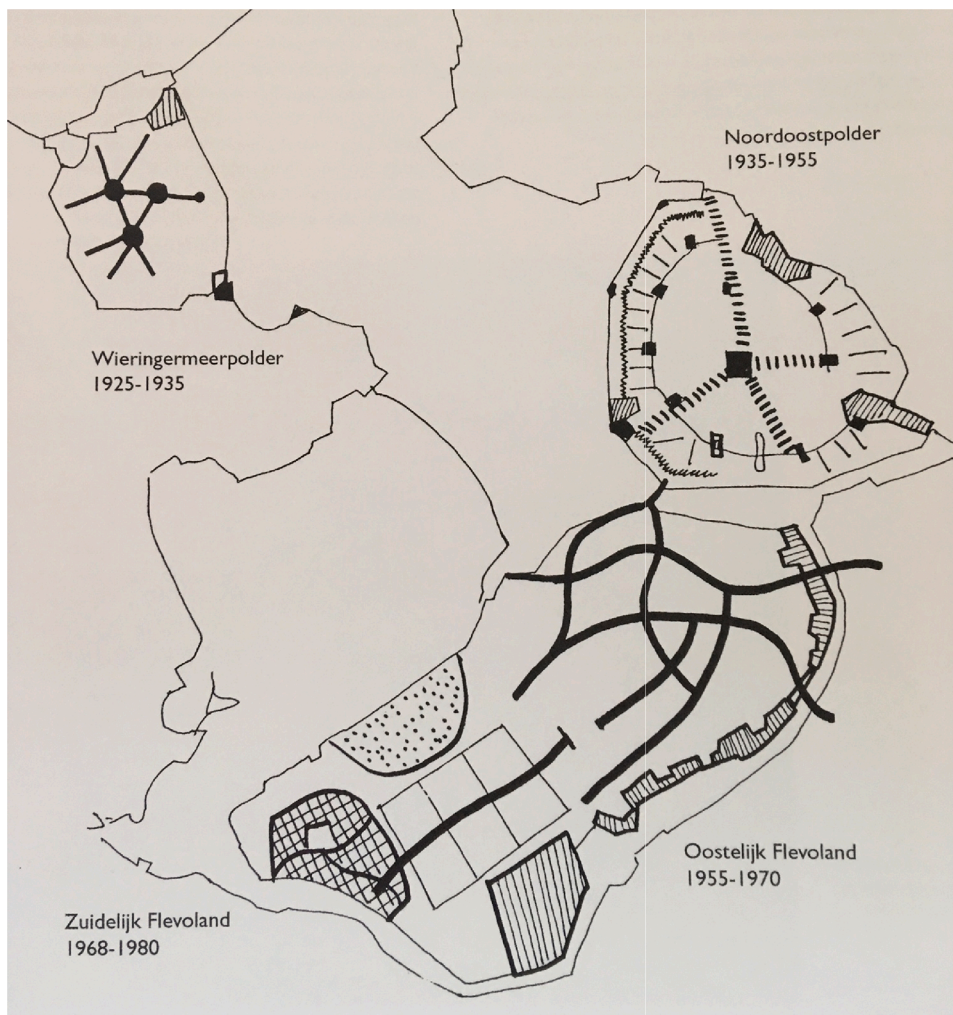 Noordoostpolder
1935-1955
Wieringermeerpolder
1925-1935
Oostelijk Flevoland
1955-1970
Zuidelijk Flevoland
1968-1980